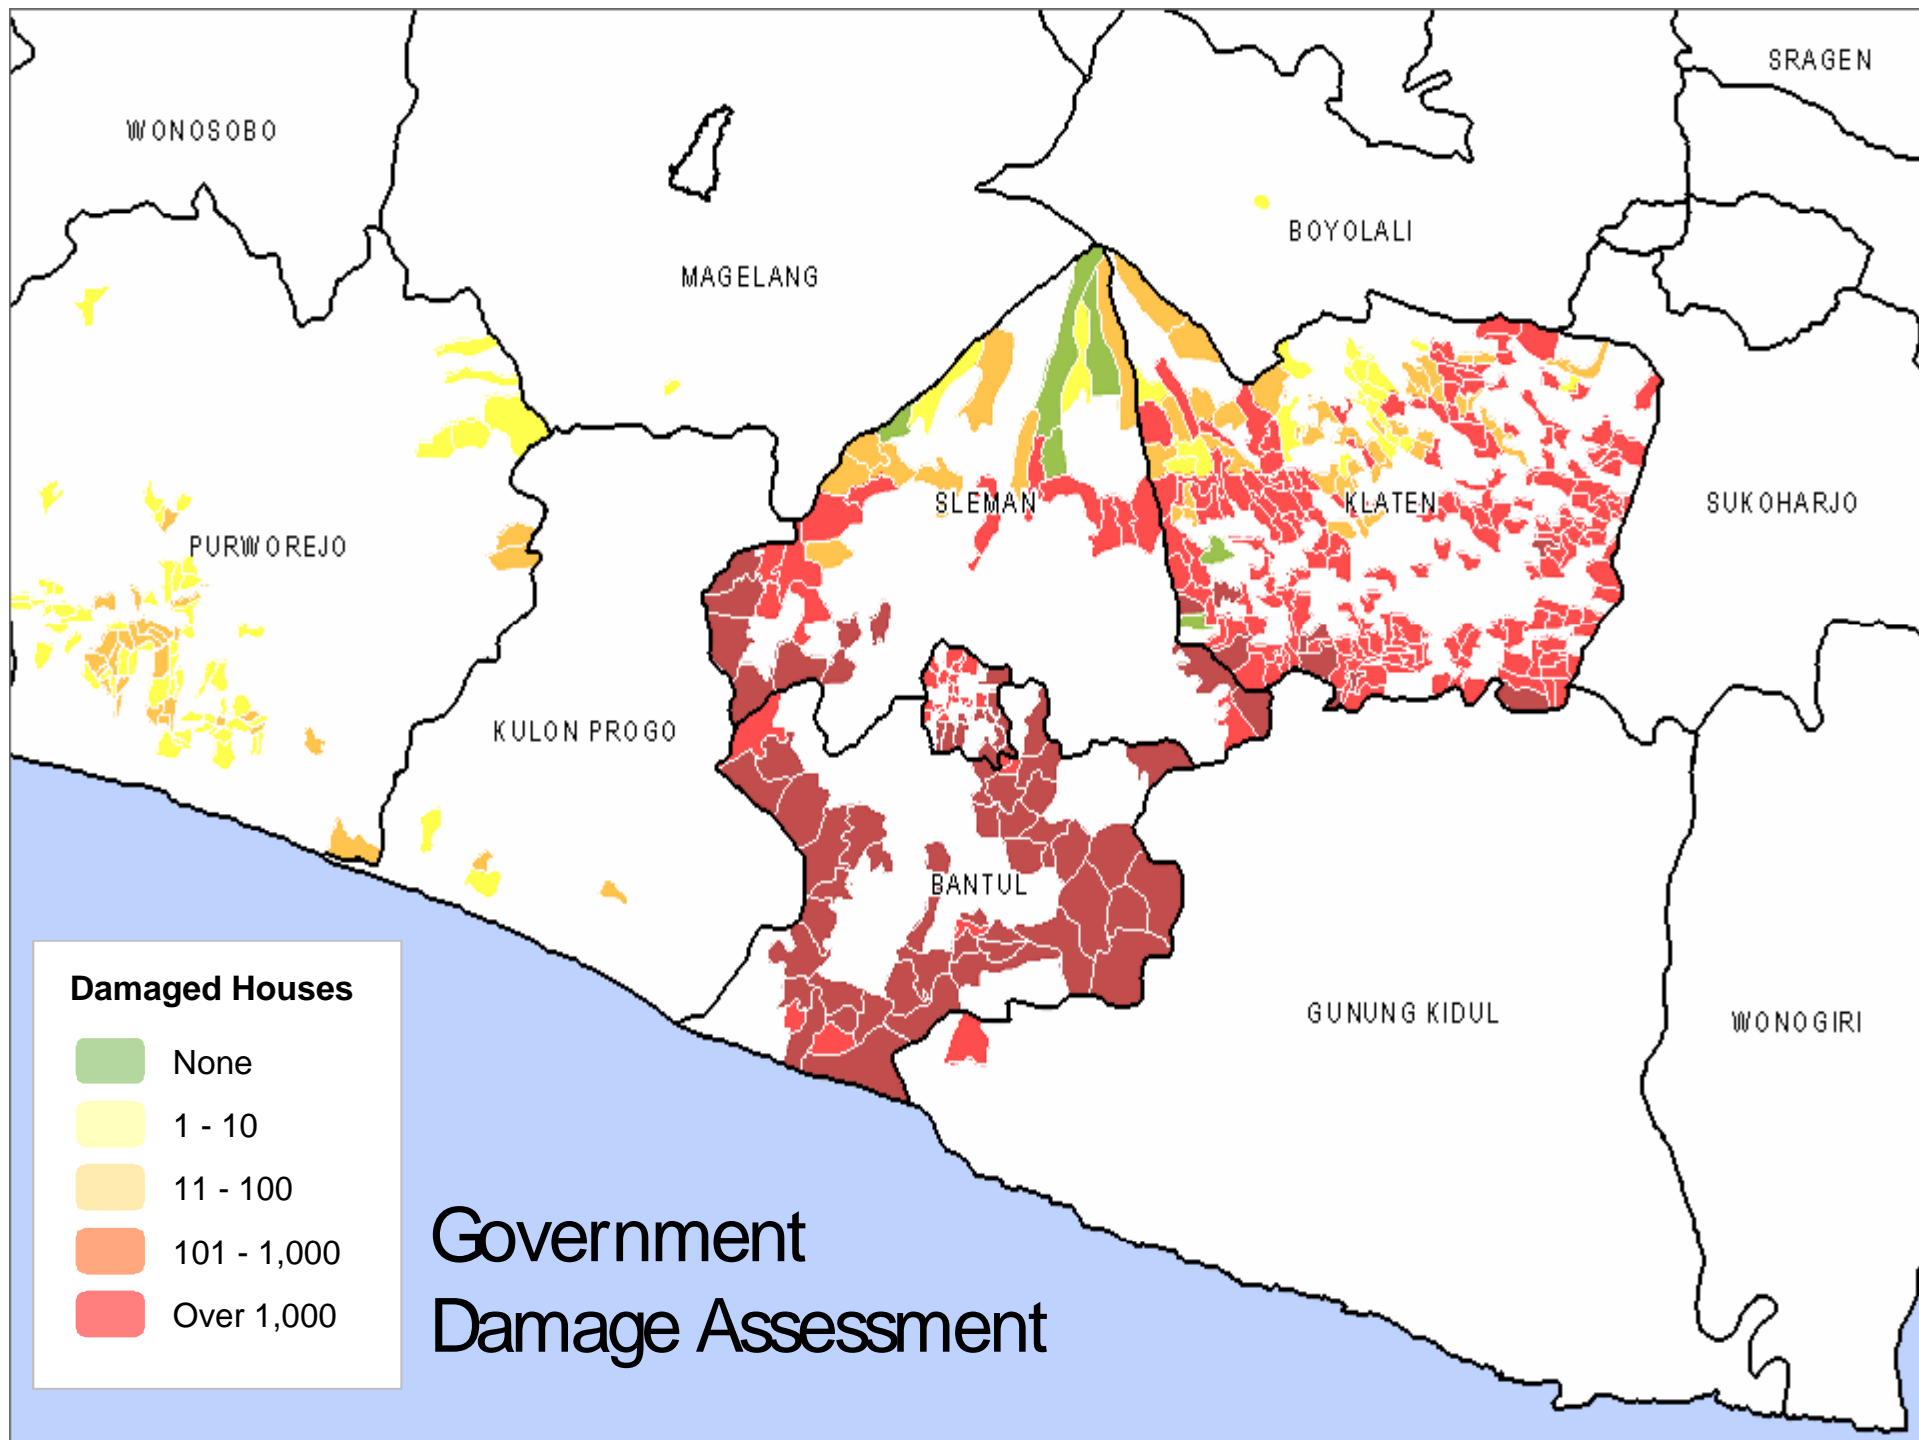 SRAGEN
WONOSOBO
BOYOLALI
MAGELANG
SLEMAN
KLATEN
SUKOHARJO
PURWOREJO
KULON PROGO
BANTUL
GUNUNG KIDUL
WONOGIRI
Damaged Houses
None
1 - 10
11 - 100
101 - 1,000
Over 1,000
Government
Damage Assessment